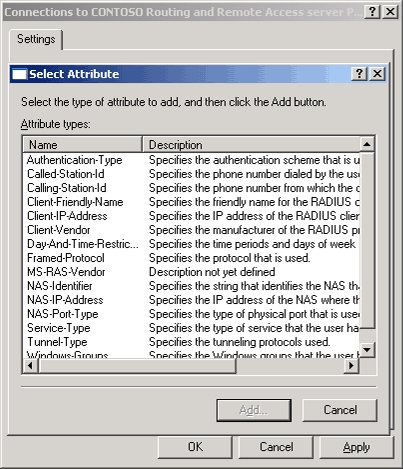 Connections to CONTOSO Routing and Remote Access server P...
Settings
Select Attribute
Select the type of attribute to add, and then click the Add button.
Attribute types:
Name Description
Authentication-Type Specifies the authentication scheme that is u
Called-Station-Id Specifies the phone number dialed by the use
Calling-Station-Id Specifies the phone number from which the c
Client-Friendly-Name Specifies the friendly name for the RADIUS c
Client-IP-Address Specifies the IP address of the RADIUS clien
Client-Vendor Specifies the manufacturer of the RADIUS pr
Day-And-Time-Restric... Specifies the time periods and days of week
Framed-Protocol Specifies the protocol that is used.
MS-RAS-Vendor Description not yet defined
NAS-Identifier Specifies the string that identifies the NAS tha
NAS-IP-Address Specifies the IP address of the NAS where th
NAS-Port-Type Specifies the type of physical port that is used
Service-Type Specifies the type of service that the user ha
Tunnel-Type Specifies the tunneling protocols used.
Windows-Groups Specifies the Windows groups that the user b
Add... Cancel
OK Cancel Apply